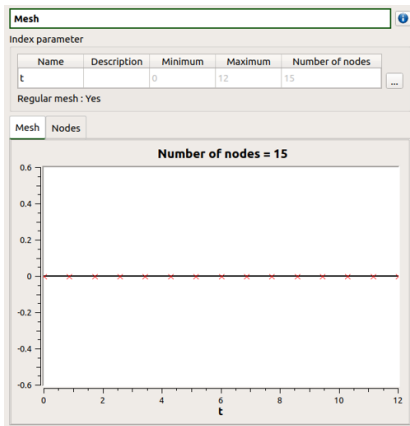 Mesh
Index parameter
Name Description Minimum Maximum Number of nodes
t 0 12 15
...
Regular mesh : Yes
Mesh Nodes
Number of nodes = 15
0.6
0.4
0.2
0
-0.2
-0.4
-0.6
0 2 4 6 8 10 12
t